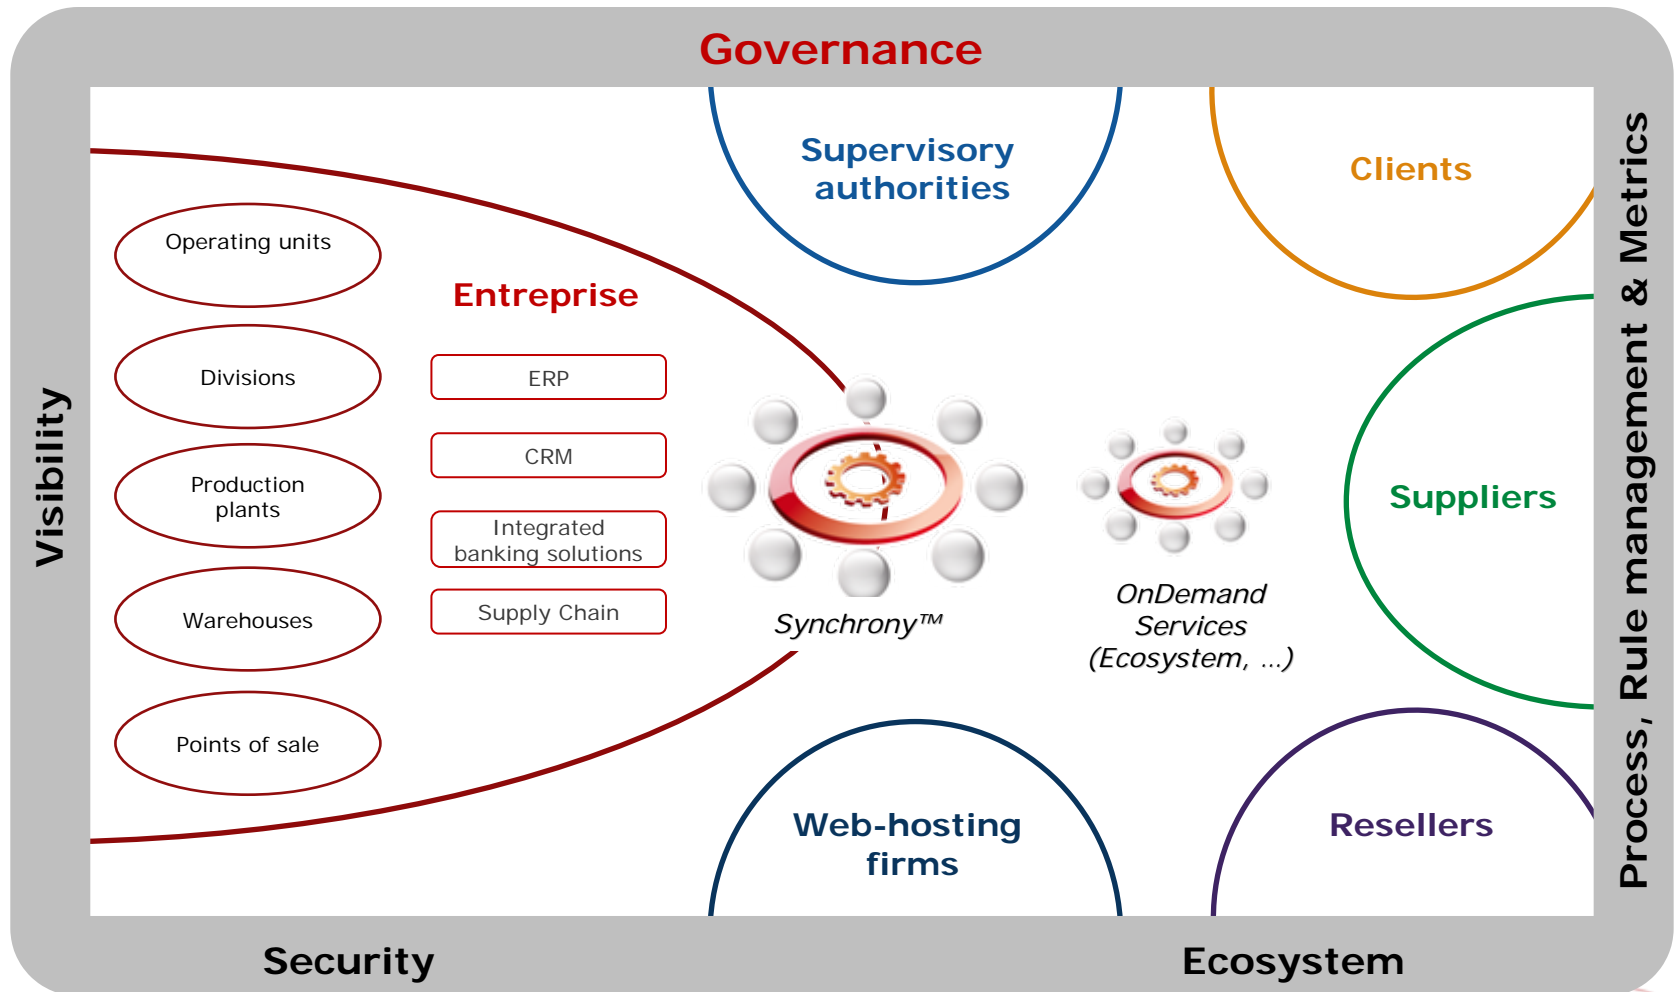 Governance
Supervisory
authorities
Clients
Operating units
Entreprise
Divisions
ERP
CRM
Production
plants
Integrated
banking solutions
Warehouses
Supply Chain
Points of sale
Synchrony™
OnDemand
Services
(Ecosystem, ...)
Suppliers
Web-hosting
firms
Resellers
Visibility
Process, Rule management & Metrics
Security
Ecosystem